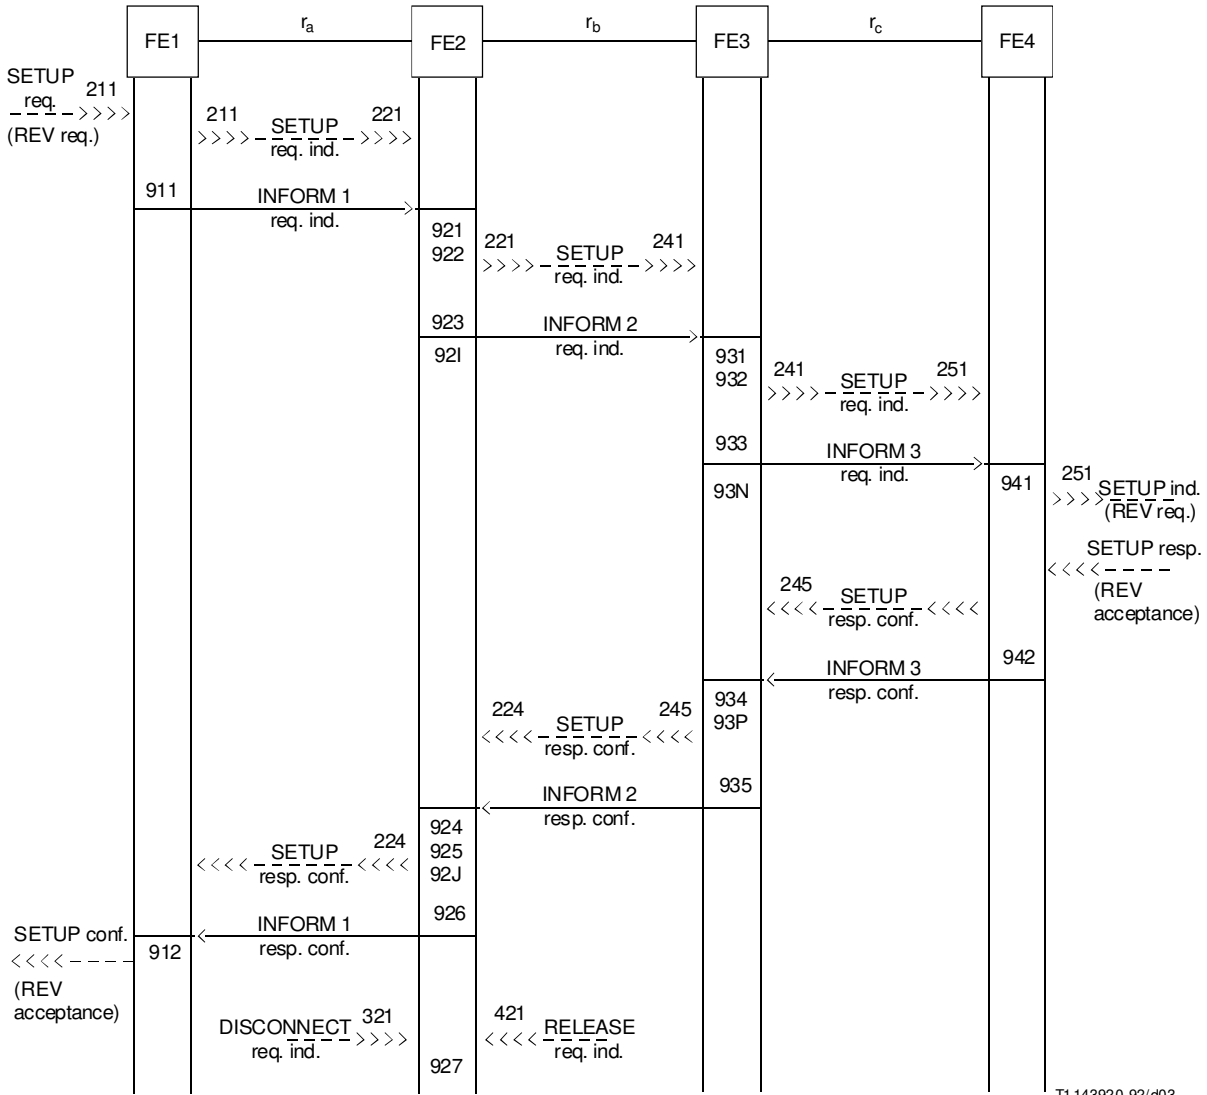 FE1
r_a
FE2
r_b
FE3
r_c
FE4
SETUP
req.
211
(REV req.)
211
SETUP
221
req. ind.
911
INFORM 1
req. ind.
921
922
221
SETUP
241
req. ind.
923
INFORM 2
req. ind.
92I
931
932
241
SETUP
251
req. ind.
933
INFORM 3
req. ind.
93N
941
251
SETUP ind.
(REV req.)
SETUP resp.
(REV
acceptance)
245
SETUP
resp. conf.
942
INFORM 3
resp. conf.
934
93P
224
SETUP
245
resp. conf.
935
INFORM 2
resp. conf.
924
925
92J
SETUP
224
resp. conf.
926
INFORM 1
resp. conf.
SETUP conf.
912
(REV
acceptance)
DISCONNECT
321
req. ind.
421
RELEASE
req. ind.
927